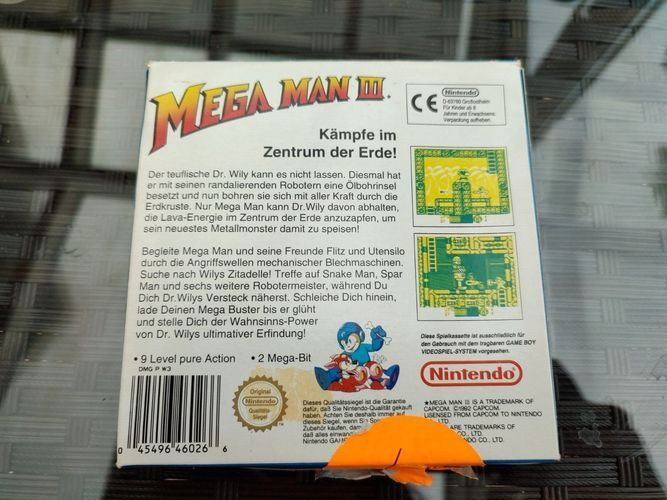 MEGA MAN III
Nintendo
D-63760 Großostheim
Für Kinder ab 6
Jahren und Erwachsene.
Verpackung aufheben.
CE
Kämpfe im
Zentrum der Erde!
Der teuflische Dr. Wily kann es nicht lassen. Diesmal hat
er mit seinen randalierenden Robotern eine Ölbohrinsel
besetzt und nun bohren sie sich mit aller Kraft durch die
Erdkruste. Nur Mega Man kann Dr.Wily davon abhalten,
die Lava-Energie im Zentrum der Erde anzuzapfen, um
sein neuestes Metallmonster damit zu speisen!
Begleite Mega Man und seine Freunde Flitz und Utensilo
durch die Angriffswellen mechanischer Blechmaschinen.
Suche nach Wilys Zitadelle! Treffe auf Snake Man, Spar
Man und sechs weitere Robotermeister, während Du
Dich Dr.Wilys Versteck näherst. Schleiche Dich hinein,
lade Deinen Mega Buster bis er glüht
und stelle Dich der Wahnsinns-Power
von Dr. Wilys ultimativer Erfindung!
• 9 Level pure Action • 2 Mega-Bit
DMG P W3
Diese Spielkassette ist ausschließlich für
den Gebrauch mit dem tragbaren GAME BOY
VIDEOSPIEL-SYSTEM vorgesehen.
Nintendo
Original
Nintendo
Qualitäts-
Siegel
Dieses Qualitätssiegel ist die Garantie
dafür, daß Sie Nintendo-Qualität gekauft
haben. Achten Sie deshalb immer auf
dieses Siegel, wenn Sie
Zubehör kaufen, dam
daß alles einwand
Nintendo GA
★MEGA MAN III IS A TRADEMARK OF
CAPCOM. ©1992 CAPCOM.
LICENSED FROM CAPCOM TO NINTENDO
LTD.
ARE TRADEMARKS OF
CO., LTD.
0 45496 46026 6